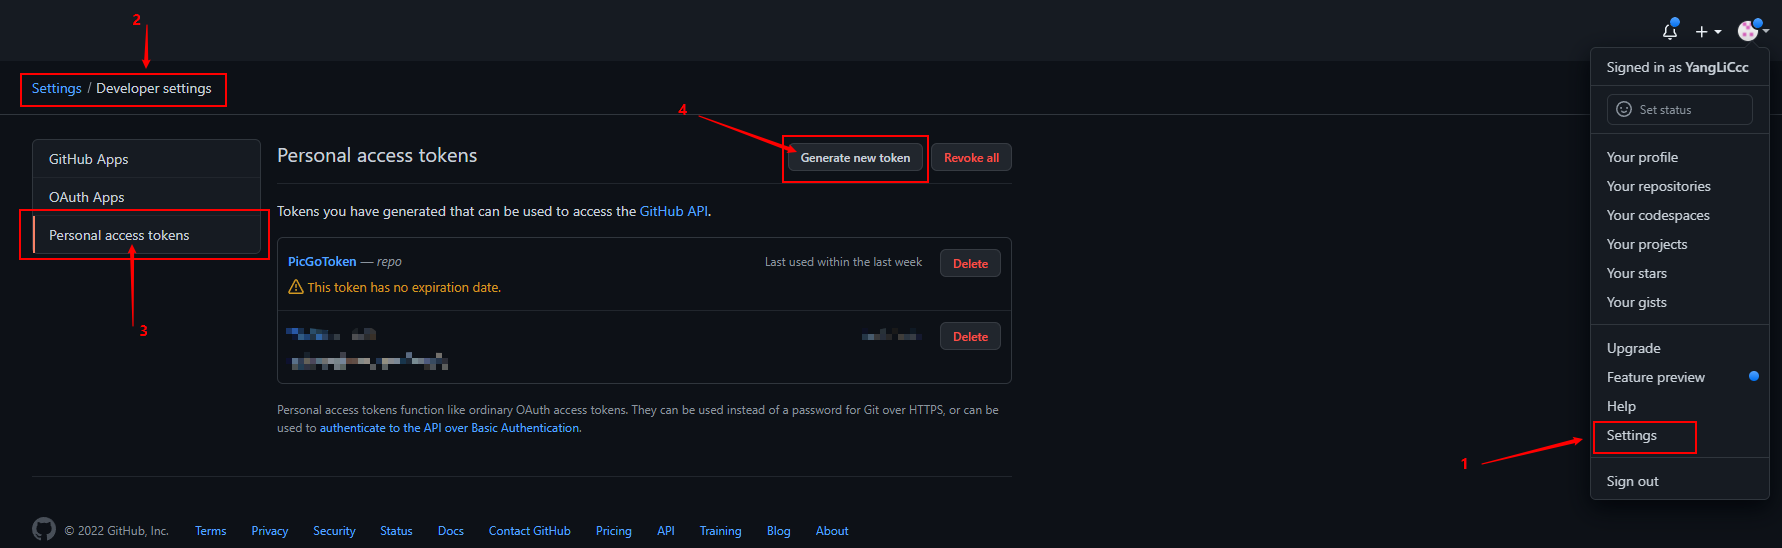 2
Settings / Developer settings
4
GitHub Apps
OAuth Apps
Personal access tokens
3
Personal access tokens
Generate new token
Revoke all
Tokens you have generated that can be used to access the GitHub API.
PicGoToken — repo
Last used within the last week
Delete
This token has no expiration date.
Delete
Personal access tokens function like ordinary OAuth access tokens. They can be used instead of a password for Git over HTTPS, or can be
used to authenticate to the API over Basic Authentication.
Signed in as YangLiCcc
Set status
Your profile
Your repositories
Your codespaces
Your projects
Your stars
Your gists
Upgrade
Feature preview
Help
Settings
1
Sign out
© 2022 GitHub, Inc. Terms Privacy Security Status Docs Contact GitHub Pricing API Training Blog About